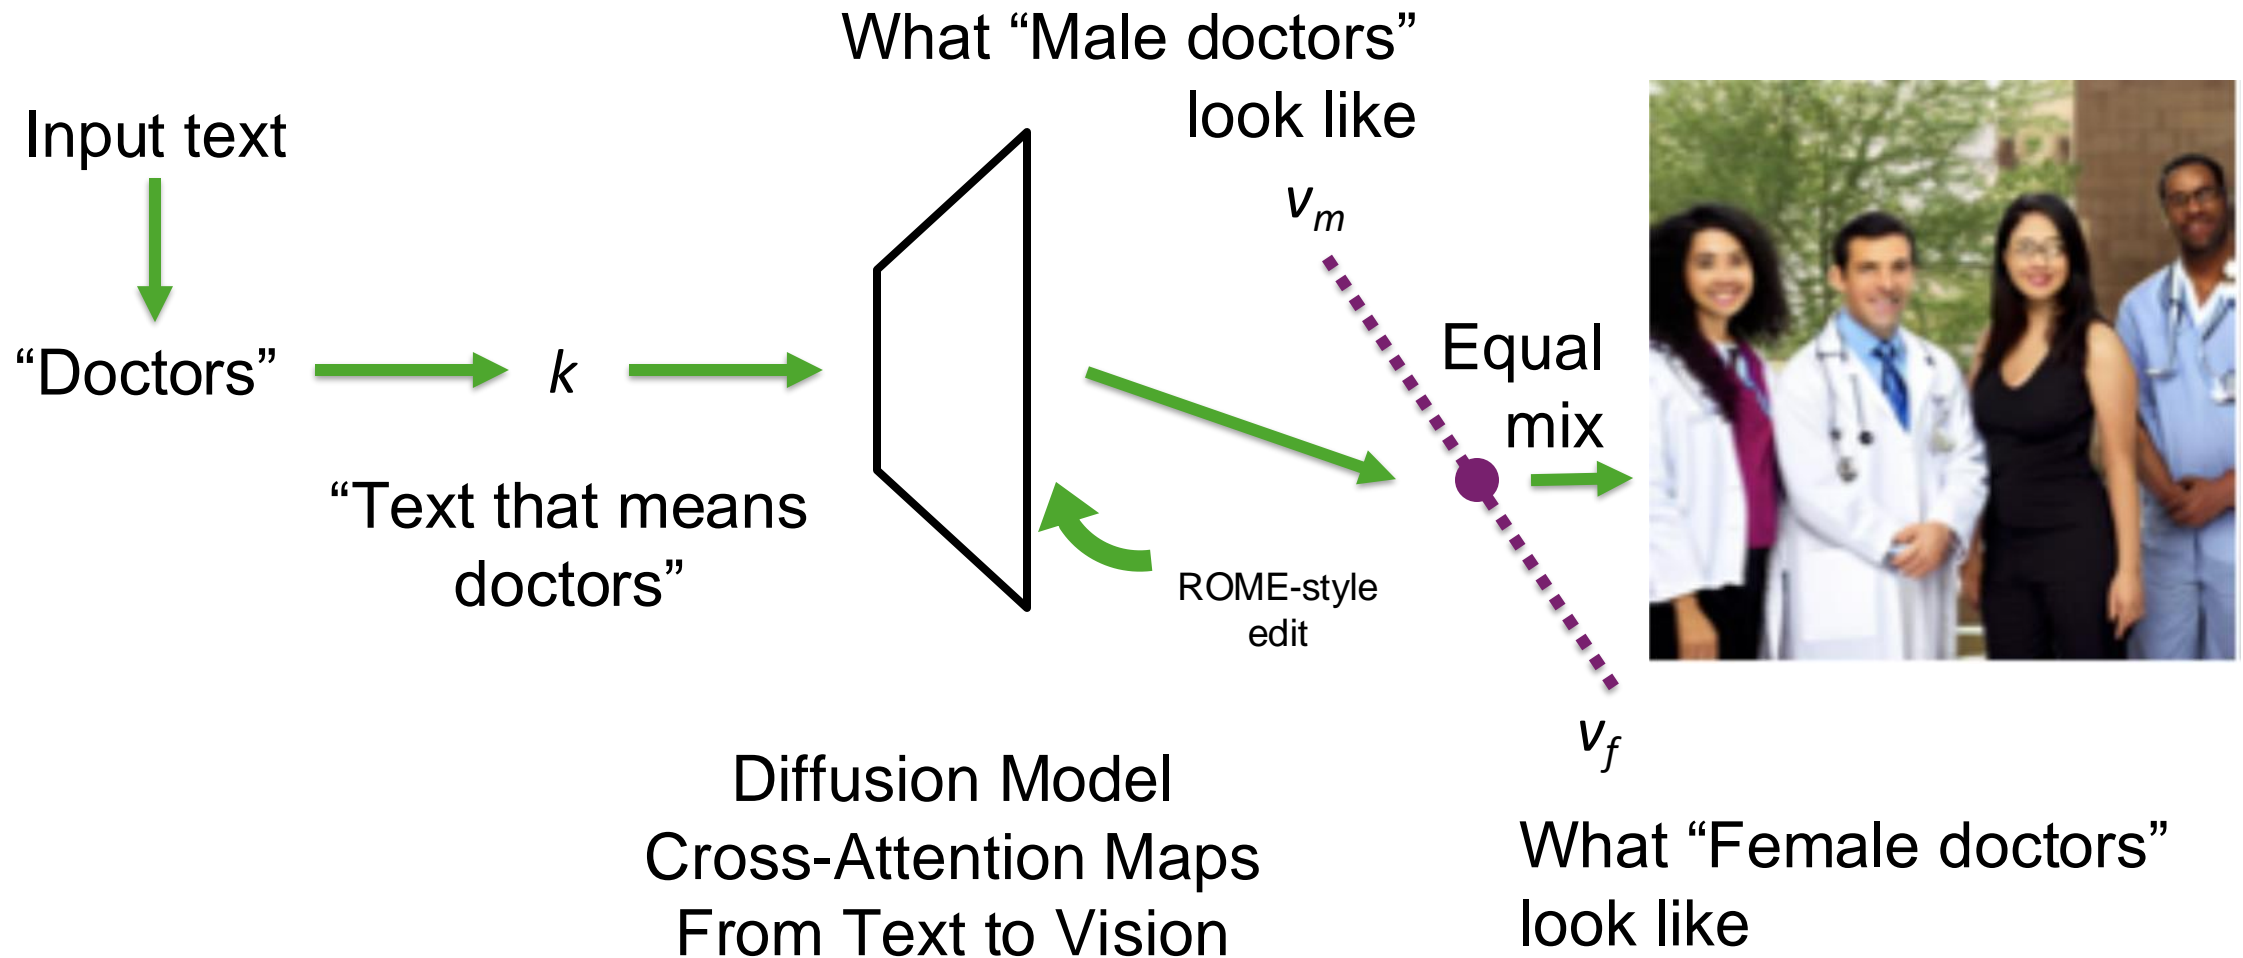 What “Male doctors”
look like
Input text
v_m
“Doctors”
k
Equal
mix
“Text that means
doctors”
ROME-style
edit
v_f
Diffusion Model
Cross-Attention Maps
From Text to Vision
What “Female doctors”
look like